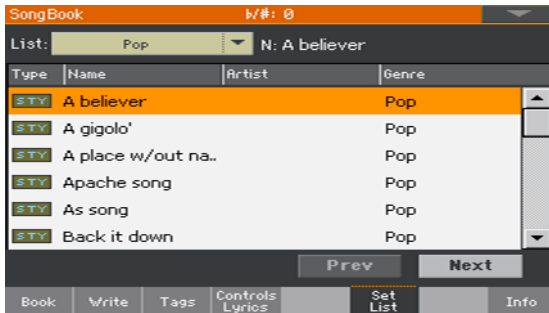 SongBook ♭/#: 0
List: Pop N: A believer
Type Name Artist Genre
STY A believer Pop
STY A gigolo' Pop
STY A place w/out na.. Pop
STY Apache song Pop
STY As song Pop
STY Back it down Pop
Prev Next
Book Write Tags Controls Lyrics Set List Info